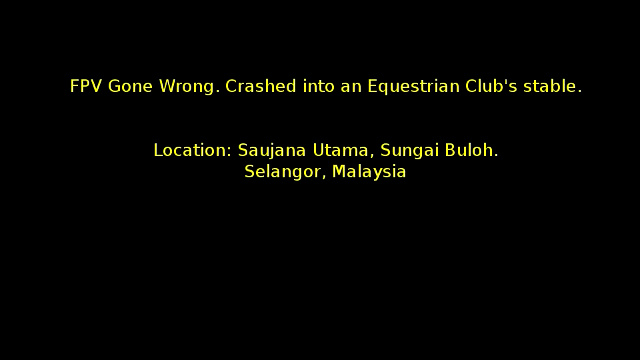 FPV Gone Wrong. Crashed into an Equestrian Club's stable.
Location: Saujana Utama, Sungai Buloh.
Selangor, Malaysia